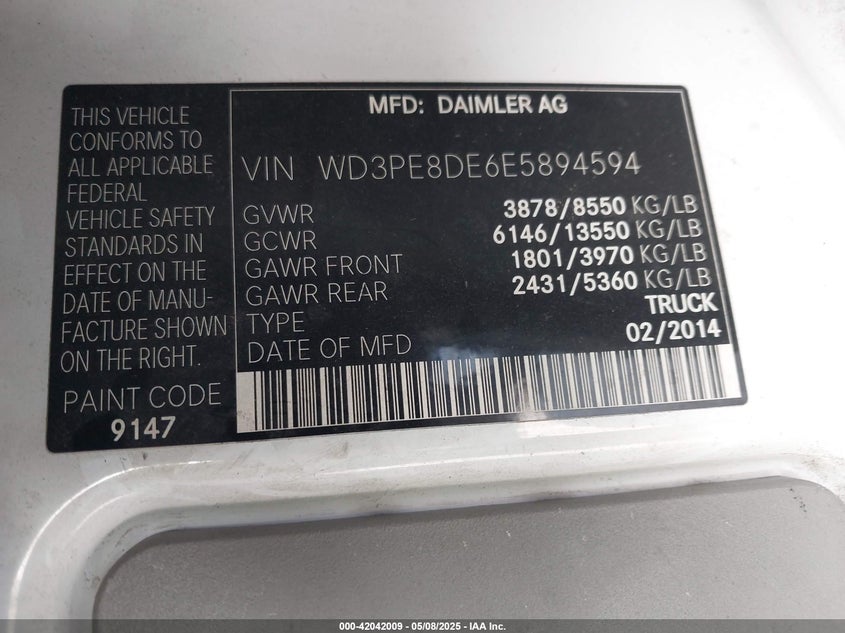 THIS VEHICLE
CONFORMS TO
ALL APPLICABLE
FEDERAL
VEHICLE SAFETY
STANDARDS IN
EFFECT ON THE
DATE OF MANU-
FACTURE SHOWN
ON THE RIGHT.
PAINT CODE
9147
MFD: DAIMLER AG
VIN WD3PE8DE6E5894594
GVWR 3878/8550 KG/LB
GCWR 6146/13550 KG/LB
GAWR FRONT 1801/3970 KG/LB
GAWR REAR 2431/5360 KG/LB
TYPE TRUCK
DATE OF MFD 02/2014
000-42042009 - 05/08/2025 - IAA Inc.